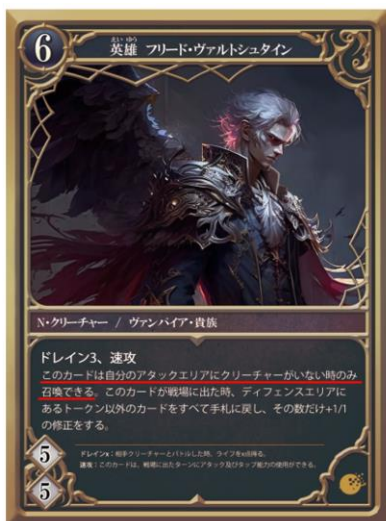 6
えいゆう
英雄 フリード・ヴァルトシュタイン
N・クリーチャー / ヴァンパイア・貴族
ドレイン3、速攻
このカードは自分のアタックエリアにクリーチャーがいない時のみ
召喚できる。このカードが戦場に出た時、ディフェンスエリアに
あるトークン以外のカードをすべて手札に戻し、その数だけ+1/1
の修正をする。
5
ドレインx:相手クリーチャーとバトルした時、ライフをx点得る。
速攻:このカードは、戦場に出たターンにアタック及びタップ能力の使用ができる。
5